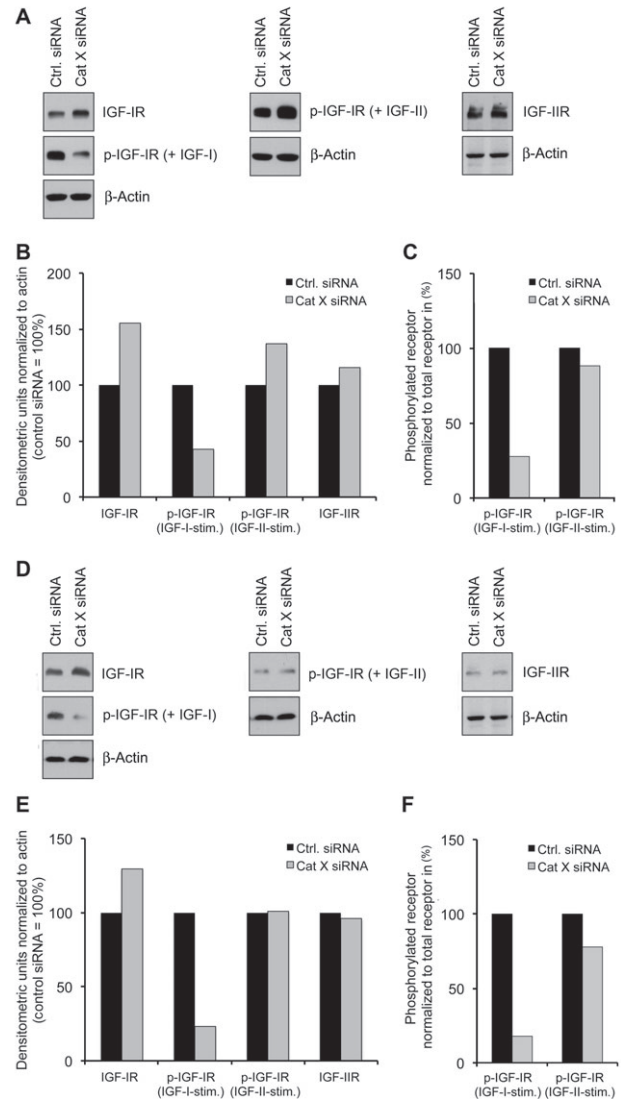 A
Ctrl. siRNA
Cat X siRNA
IGF-IR
p-IGF-IR (+ IGF-I)
β-Actin
Ctrl. siRNA
Cat X siRNA
p-IGF-IR (+ IGF-II)
β-Actin
Ctrl. siRNA
Cat X siRNA
IGF-IIR
β-Actin
B
Densitometric units normalized to actin
(control siRNA = 100%)
200
150
100
50
0
Ctrl. siRNA
Cat X siRNA
IGF-IR
p-IGF-IR
(IGF-I-stim.)
p-IGF-IR
(IGF-II-stim.)
IGF-IIR
C
Phosphorylated receptor
normalized to total receptor in (%)
150
100
50
0
Ctrl. siRNA
Cat X siRNA
p-IGF-IR
(IGF-I-stim.)
p-IGF-IR
(IGF-II-stim.)
D
Ctrl. siRNA
Cat X siRNA
IGF-IR
p-IGF-IR (+ IGF-I)
β-Actin
Ctrl. siRNA
Cat X siRNA
p-IGF-IR (+ IGF-II)
β-Actin
Ctrl. siRNA
Cat X siRNA
IGF-IIR
β-Actin
E
Densitometric units normalized to actin
(control siRNA = 100%)
150
100
50
0
Ctrl. siRNA
Cat X siRNA
IGF-IR
p-IGF-IR
(IGF-I-stim.)
p-IGF-IR
(IGF-II-stim.)
IGF-IIR
F
Phosphorylated receptor
normalized to total receptor in (%)
150
100
50
0
Ctrl. siRNA
Cat X siRNA
p-IGF-IR
(IGF-I-stim.)
p-IGF-IR
(IGF-II-stim.)